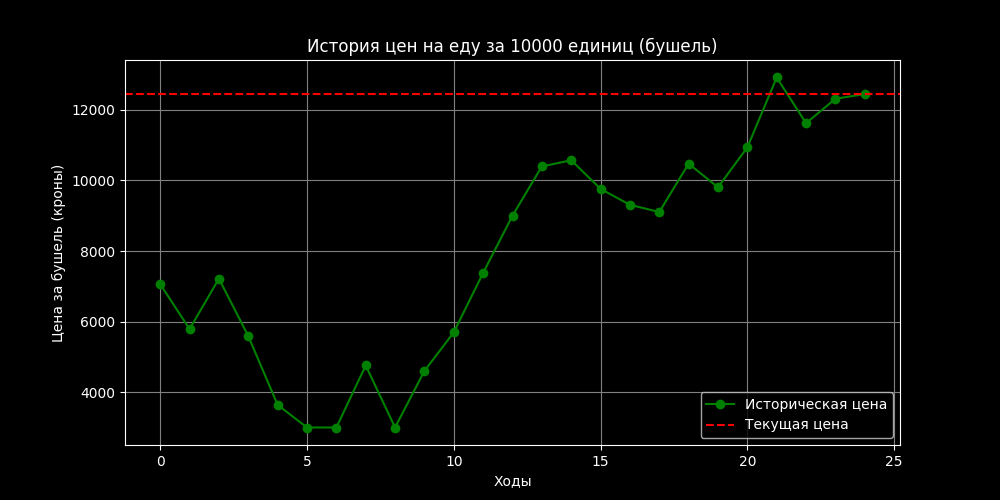 История цен на еду за 10000 единиц (бушель)
Цена за бушель (кроны)
12000
10000
8000
6000
4000
0
5
10
15
20
25
Ходы
Историческая цена
Текущая цена